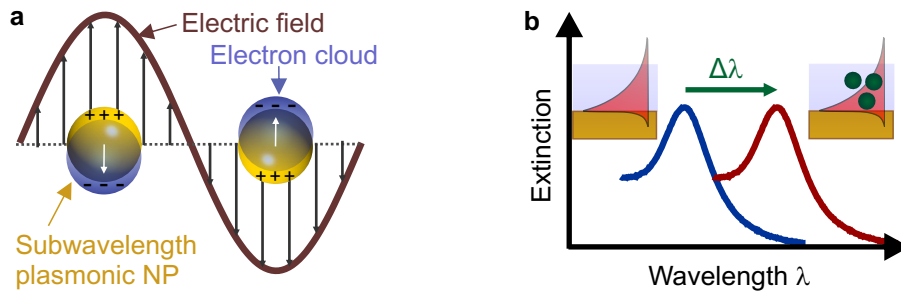 a
Electric field
Electron cloud
- - -
+ + +
+ + +
- - -
Subwavelength
plasmonic NP
b
Δλ
Extinction
Wavelength λ